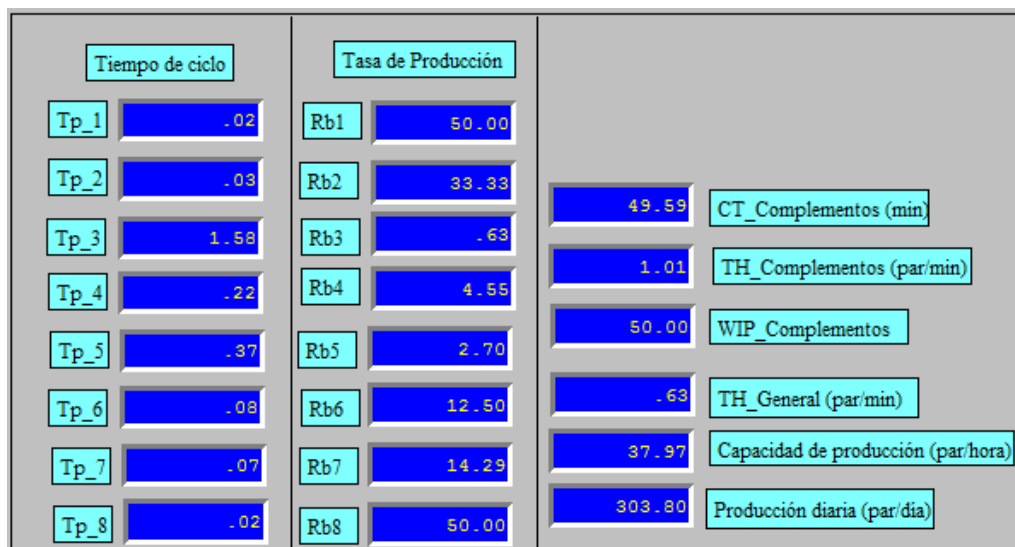 Tiempo de ciclo
Tp_1 .02
Tp_2 .03
Tp_3 1.58
Tp_4 .22
Tp_5 .37
Tp_6 .08
Tp_7 .07
Tp_8 .02
Tasa de Producción
Rb1 50.00
Rb2 33.33
Rb3 .63
Rb4 4.55
Rb5 2.70
Rb6 12.50
Rb7 14.29
Rb8 50.00
49.59 CT_Complementos (min)
1.01 TH_Complementos (par/min)
50.00 WIP_Complementos
.63 TH_General (par/min)
37.97 Capacidad de producción (par/hora)
303.80 Producción diaria (par/día)